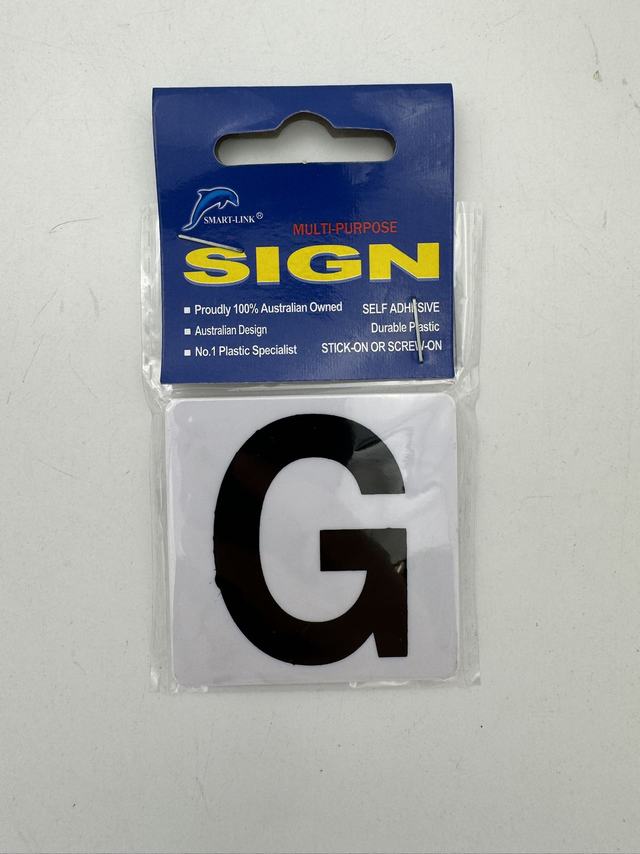 SMART-LINK®
MULTI-PURPOSE
SIGN
■ Proudly 100% Australian Owned
■ Australian Design
■ No.1 Plastic Specialist
SELF ADHESIVE
Durable Plastic
STICK-ON OR SCREW-ON
G